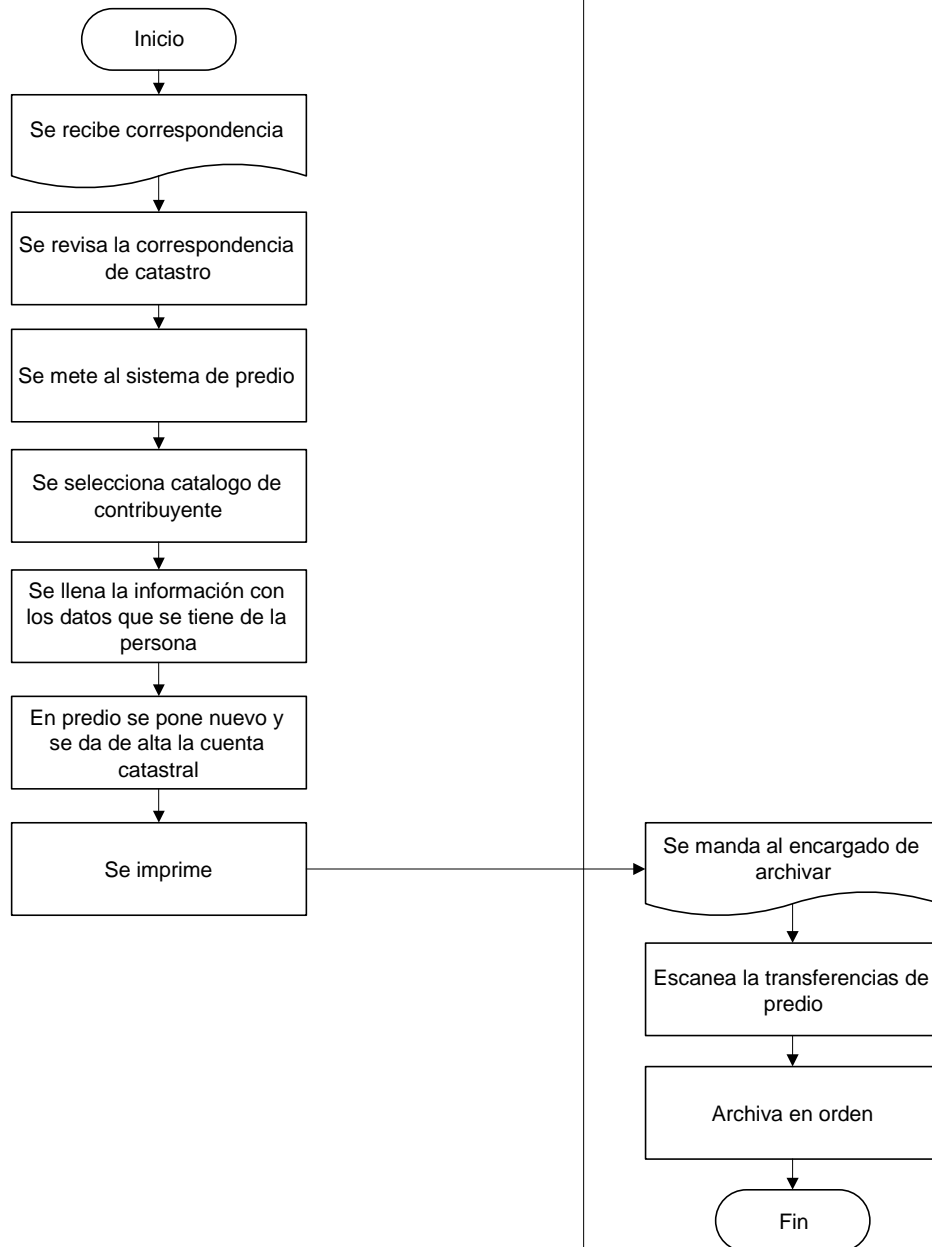 Inicio
Se recibe correspondencia
Se revisa la correspondencia
de catastro
Se mete al sistema de predio
Se selecciona catalogo de
contribuyente
Se llena la información con
los datos que se tiene de la
persona
En predio se pone nuevo y
se da de alta la cuenta
catastral
Se imprime
Se manda al encargado de
archivar
Escanea la transferencias de
predio
Archiva en orden
Fin